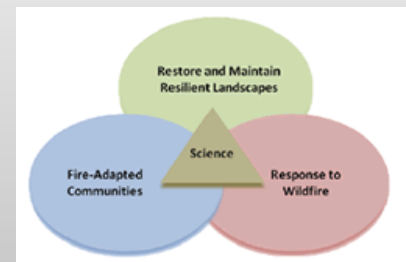 Restore and Maintain
Resilient Landscapes
Science
Fire-Adapted
Communities
Response to
Wildfire